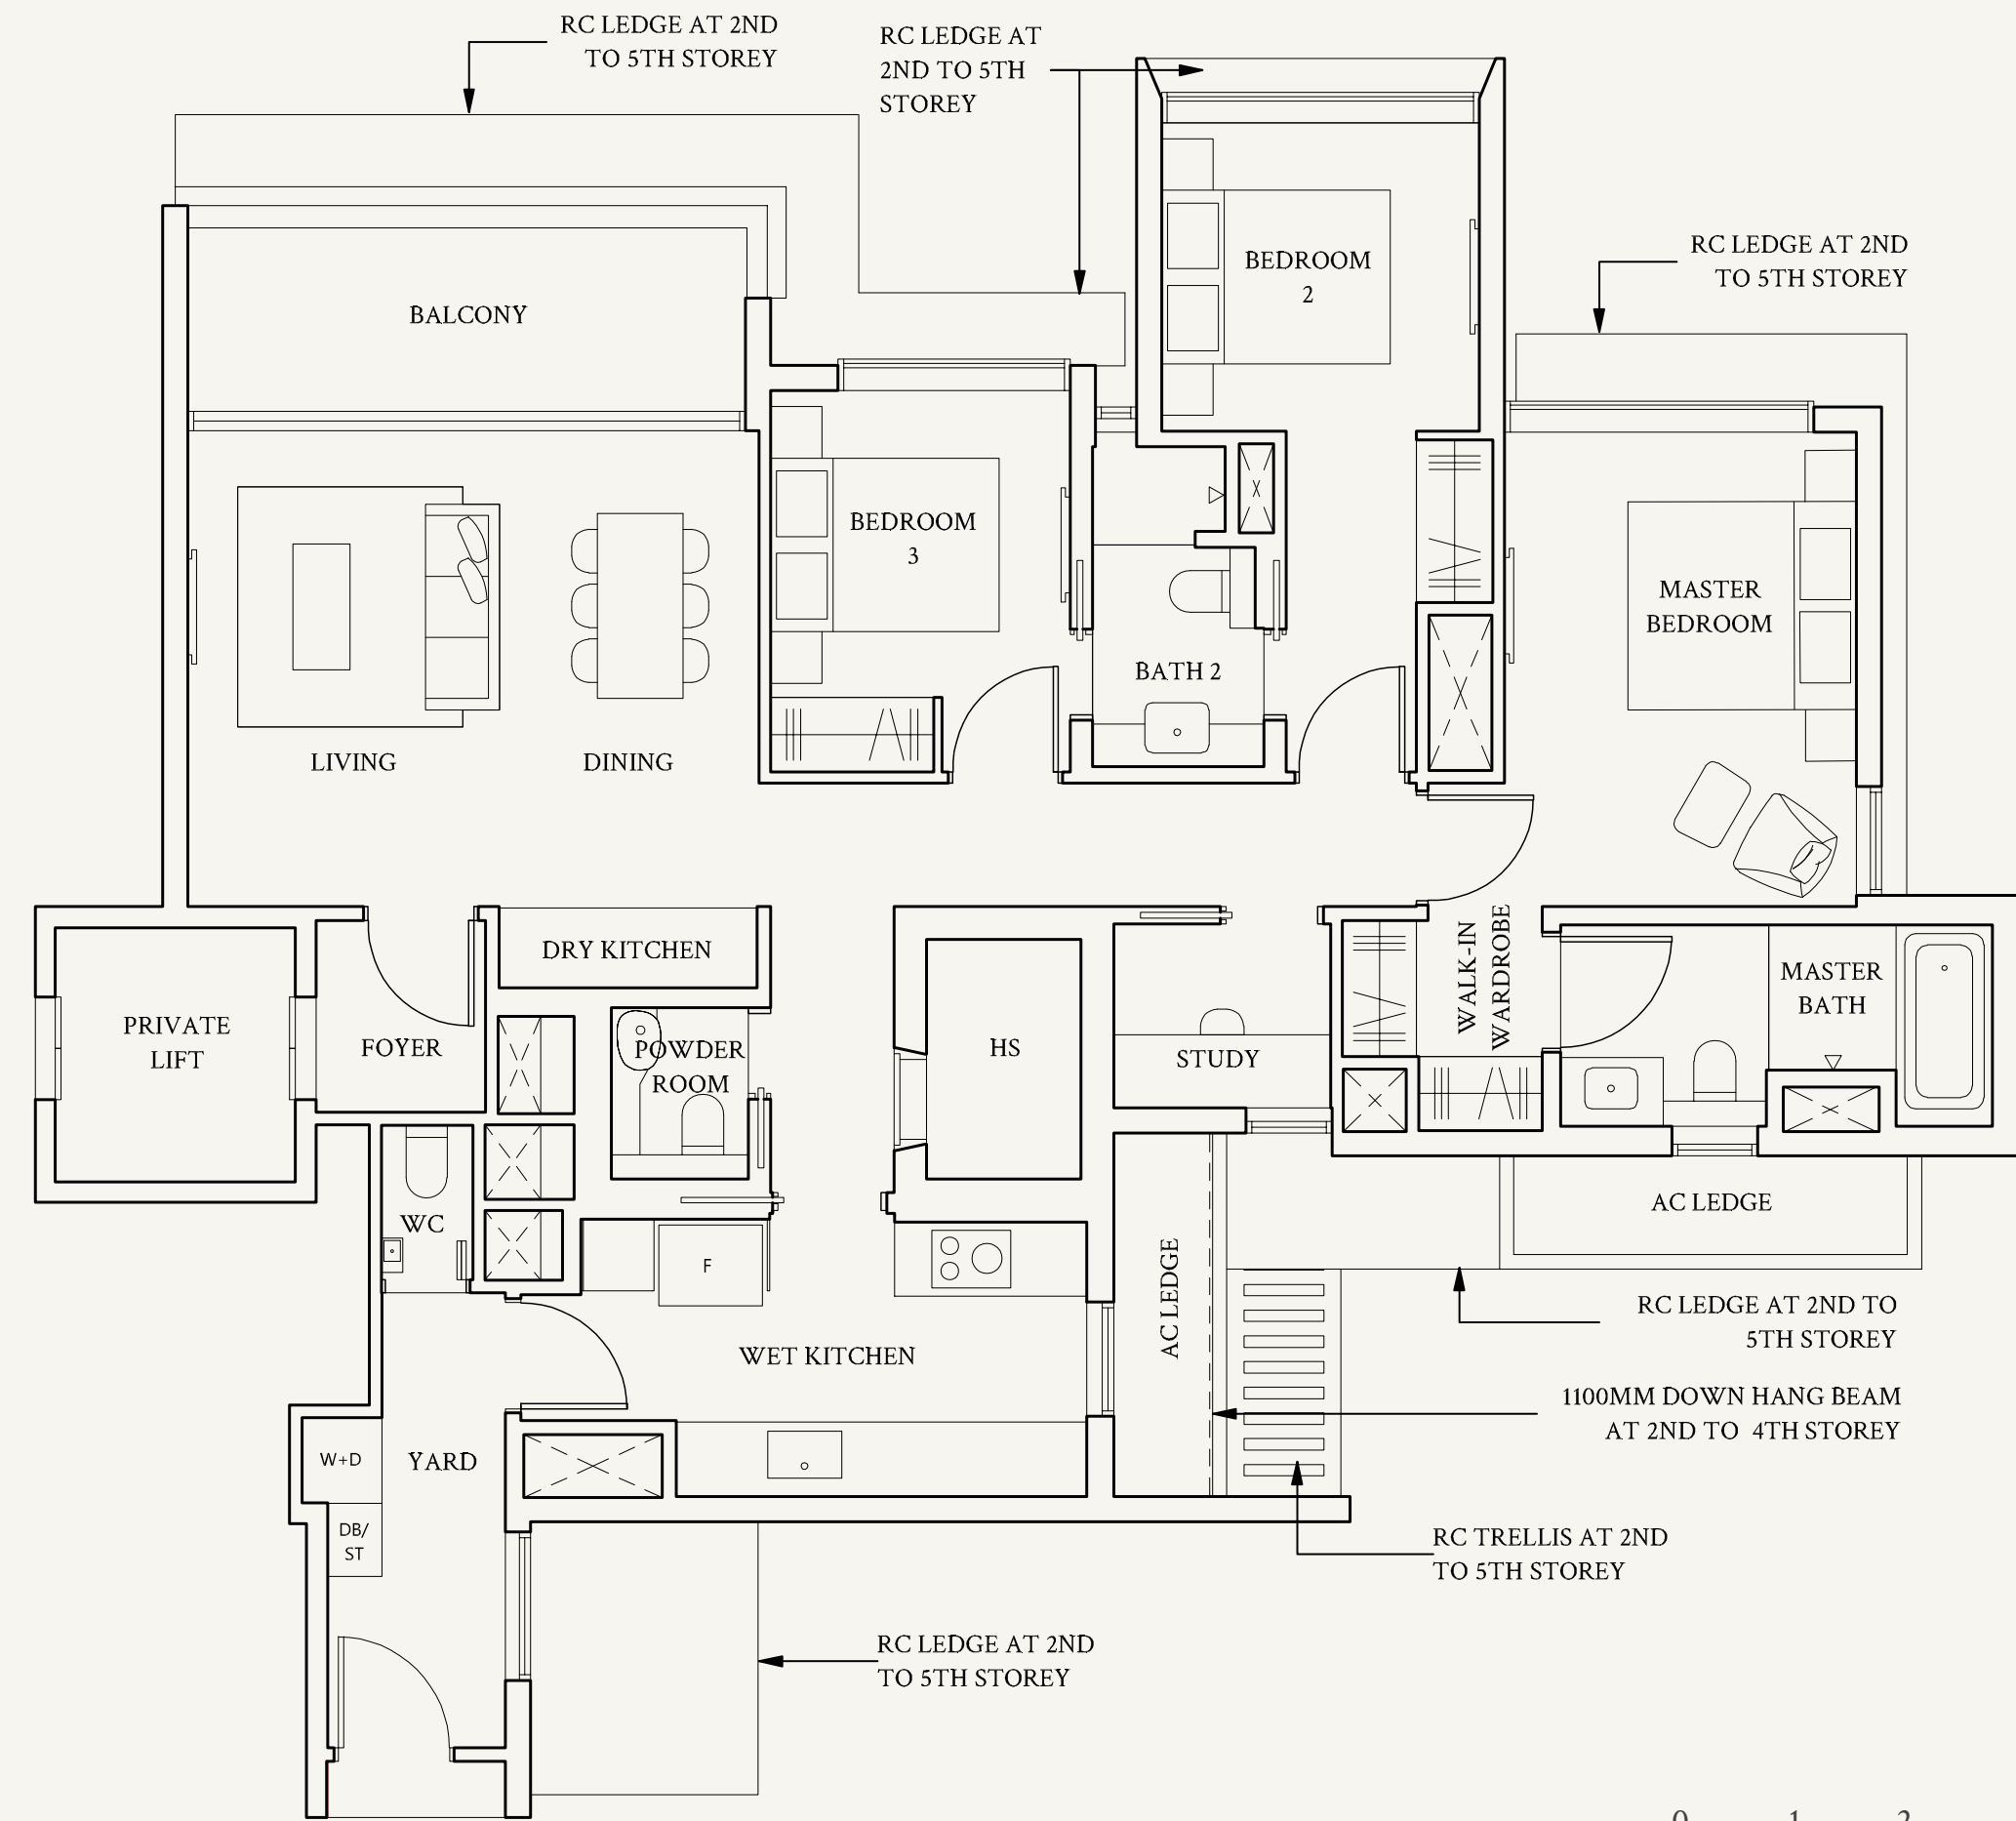 RC LEDGE AT 2ND
TO 5TH STOREY
RC LEDGE AT
2ND TO 5TH
STOREY
RC LEDGE AT 2ND
TO 5TH STOREY
BEDROOM
2
BALCONY
BEDROOM
3
MASTER
BEDROOM
BATH 2
LIVING
DINING
DRY KITCHEN
WALK-IN
WARDROBE
MASTER
BATH
PRIVATE
LIFT
FOYER
POWDER
ROOM
HS
STUDY
WC
AC LEDGE
F
AC LEDGE
RC LEDGE AT 2ND TO
5TH STOREY
WET KITCHEN
1100MM DOWN HANG BEAM
AT 2ND TO 4TH STOREY
W+D
YARD
DB/
ST
RC TRELLIS AT 2ND
TO 5TH STOREY
RC LEDGE AT 2ND
TO 5TH STOREY
0 1 2